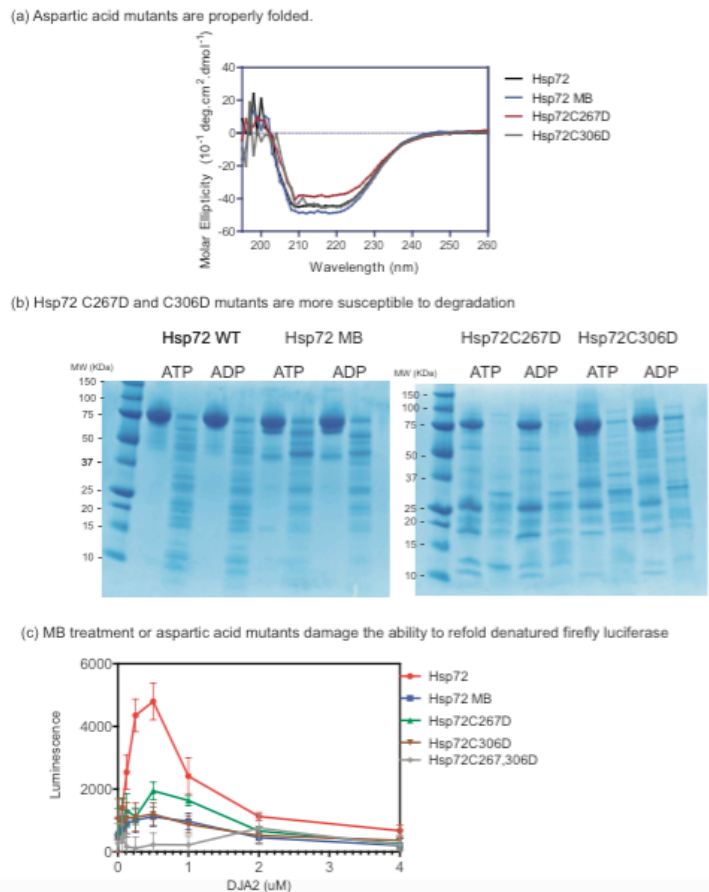 (a) Aspartic acid mutants are properly folded.
Molar Ellipticity (10⁻¹ deg.cm².dmol⁻¹)
40
20
0
-20
-40
-60
200 210 220 230 240 250 260
Wavelength (nm)
Hsp72
Hsp72 MB
Hsp72C267D
Hsp72C306D
(b) Hsp72 C267D and C306D mutants are more susceptible to degradation
Hsp72 WT Hsp72 MB Hsp72C267D Hsp72C306D
MW (KDa) ATP ADP ATP ADP MW (KDa) ATP ADP ATP ADP
150
100
75
50
37
25
20
15
10
150
100
75
50
37
25
20
15
10
(c) MB treatment or aspartic acid mutants damage the ability to refold denatured firefly luciferase
Luminescence
6000
4000
2000
0
0 1 2 3 4
DJA2 (uM)
Hsp72
Hsp72 MB
Hsp72C267D
Hsp72C306D
Hsp72C267,306D